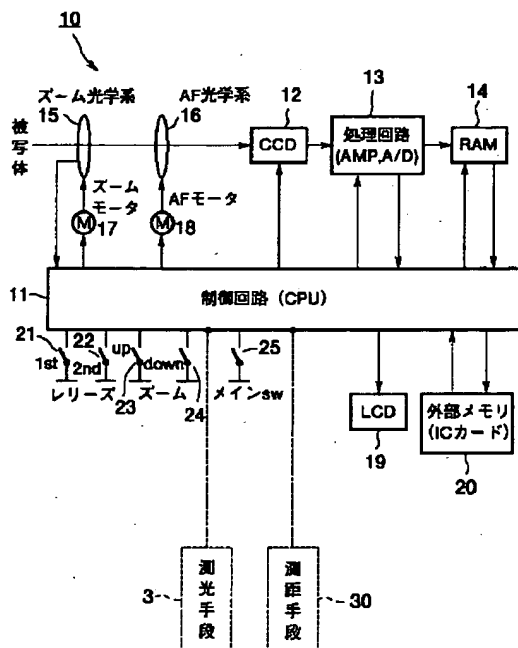 10
ズーム光学系
15
AF光学系
16
被写体
12
CCD
13
処理回路
(AMP,A/D)
14
RAM
ズーム
モータ
M
17
AFモータ
M
18
11
制御回路(CPU)
21
1st
22
2nd
レリーズ
up
23
down
24
ズーム
25
メインsw
LCD
19
外部メモリ
(ICカード)
20
3
測光手段
測距手段
30